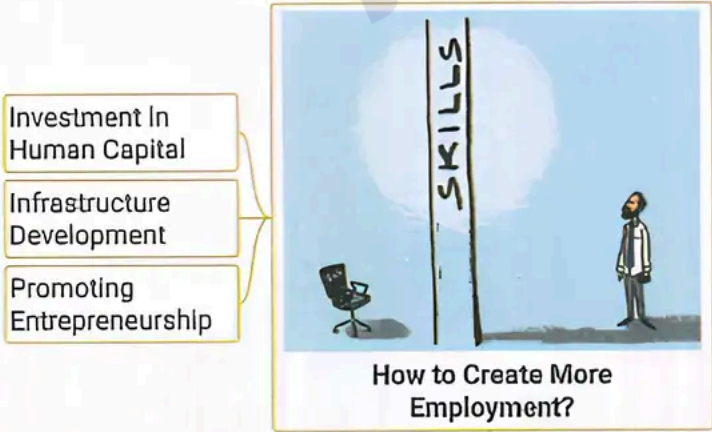 Investment in
Human Capital
Infrastructure
Development
Promoting
Entrepreneurship
SKILLS
How to Create More
Employment?